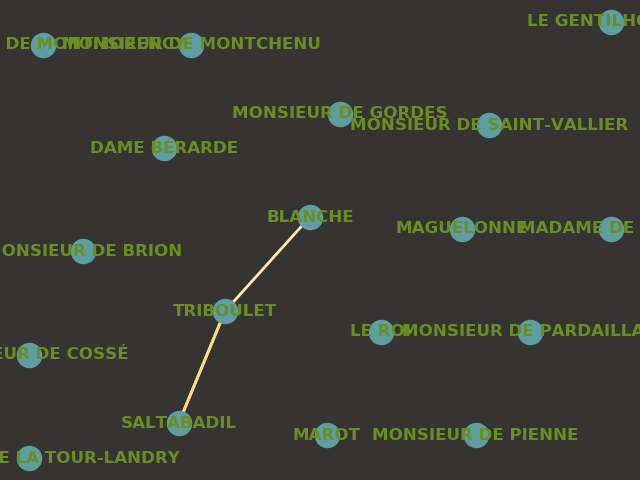 LE GENTILHO
DE MONTMORENCY
MONSIEUR DE MONTCHENU
MONSIEUR DE GORDES
MONSIEUR DE SAINT-VALLIER
DAME BÉRARDE
BLANCHE
MAGUELONNE
MADAME DE
ONSIEUR DE BRION
TRIBOULET
LE ROI
MONSIEUR DE PARDAILLA
EUR DE COSSÉ
SALTABADIL
MAROT
MONSIEUR DE PIENNE
E LA TOUR-LANDRY